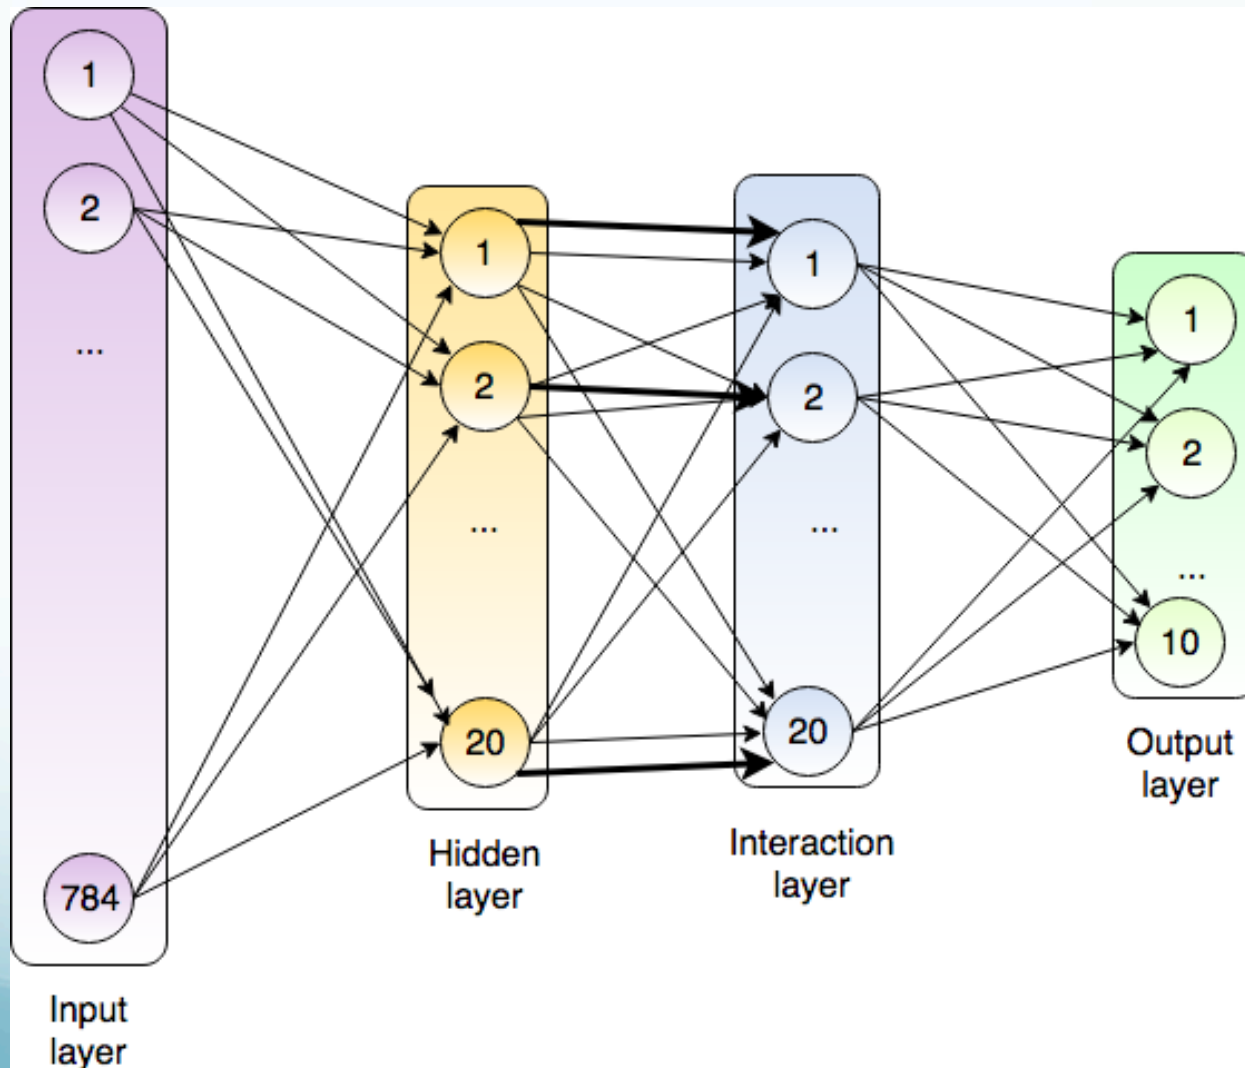 1
2
...
784
Input
layer
1
2
...
20
Hidden
layer
1
2
...
20
Interaction
layer
1
2
...
10
Output
layer